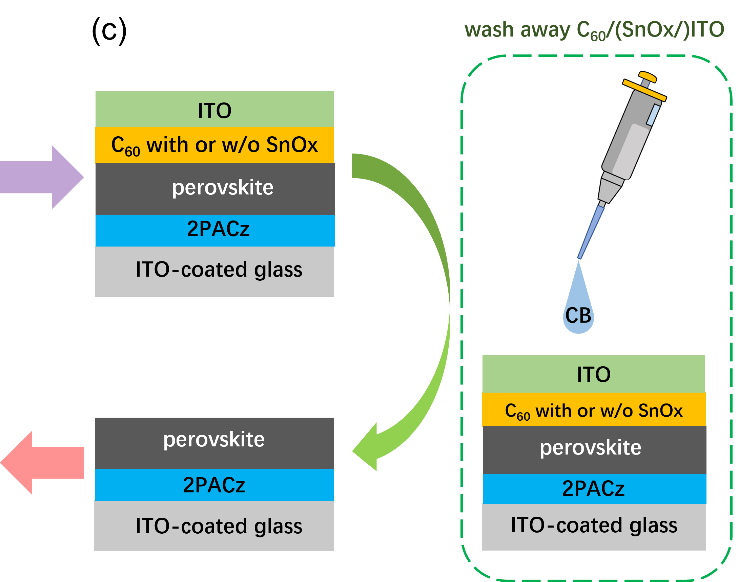 (c)
wash away C₆₀/(SnOx/)ITO
ITO
C₆₀ with or w/o SnOx
perovskite
2PACz
ITO-coated glass
CB
ITO
C₆₀ with or w/o SnOx
perovskite
2PACz
ITO-coated glass
perovskite
2PACz
ITO-coated glass